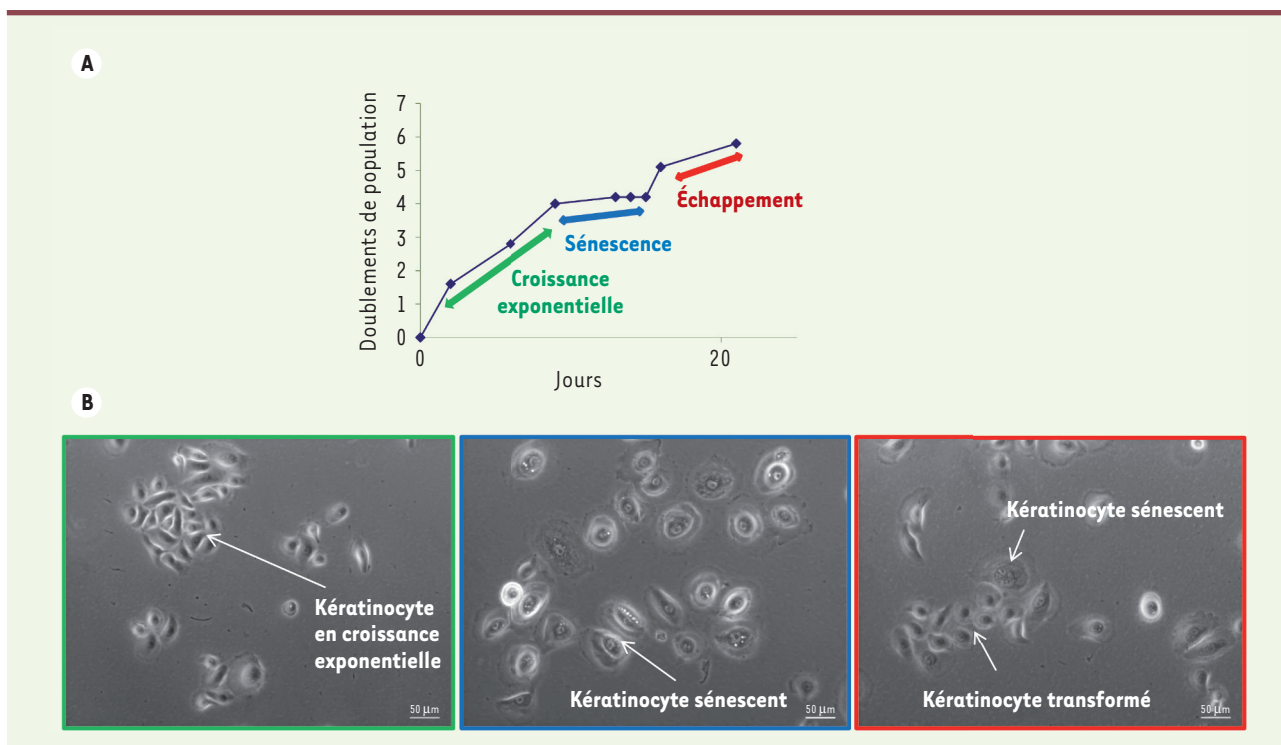 A
Doublements de population
7
6
5
4
3
2
1
0
Échappement
Sénescence
Croissance
exponentielle
0
20
Jours
B
Kératinocyte
en croissance
exponentielle
50 µm
Kératinocyte sénescent
50 µm
Kératinocyte sénescent
Kératinocyte transformé
50 µm